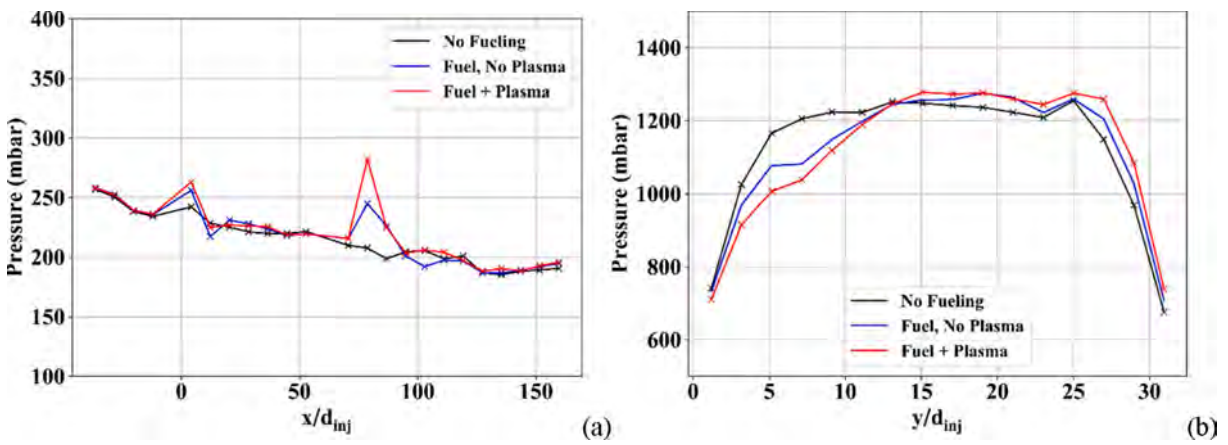 400
350
300
250
200
150
100
Pressure (mbar)
No Fueling
Fuel, No Plasma
Fuel + Plasma
0
50
100
150
x/d_inj
(a)
1400
1200
1000
800
600
Pressure (mbar)
No Fueling
Fuel, No Plasma
Fuel + Plasma
0
5
10
15
20
25
30
y/d_inj
(b)